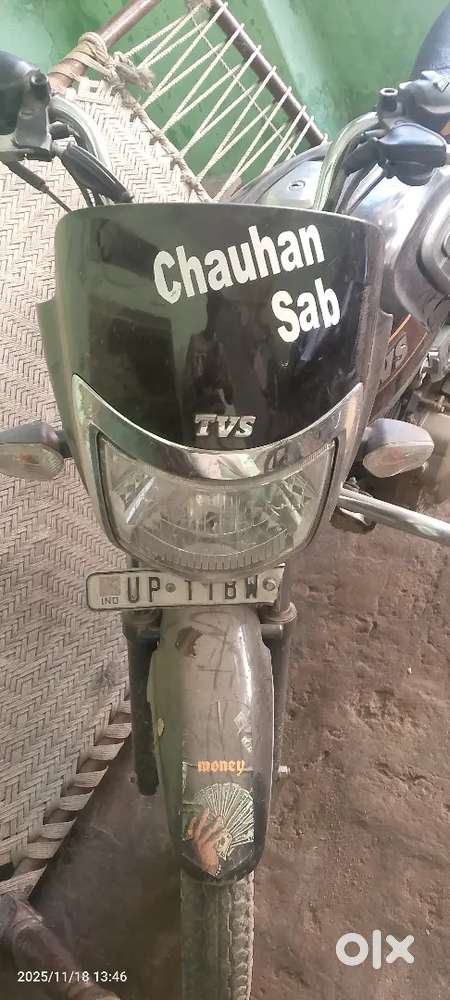 Chauhan
Sab
TVS
IND
UP 11BW
money
2025/11/18 13:46
olx